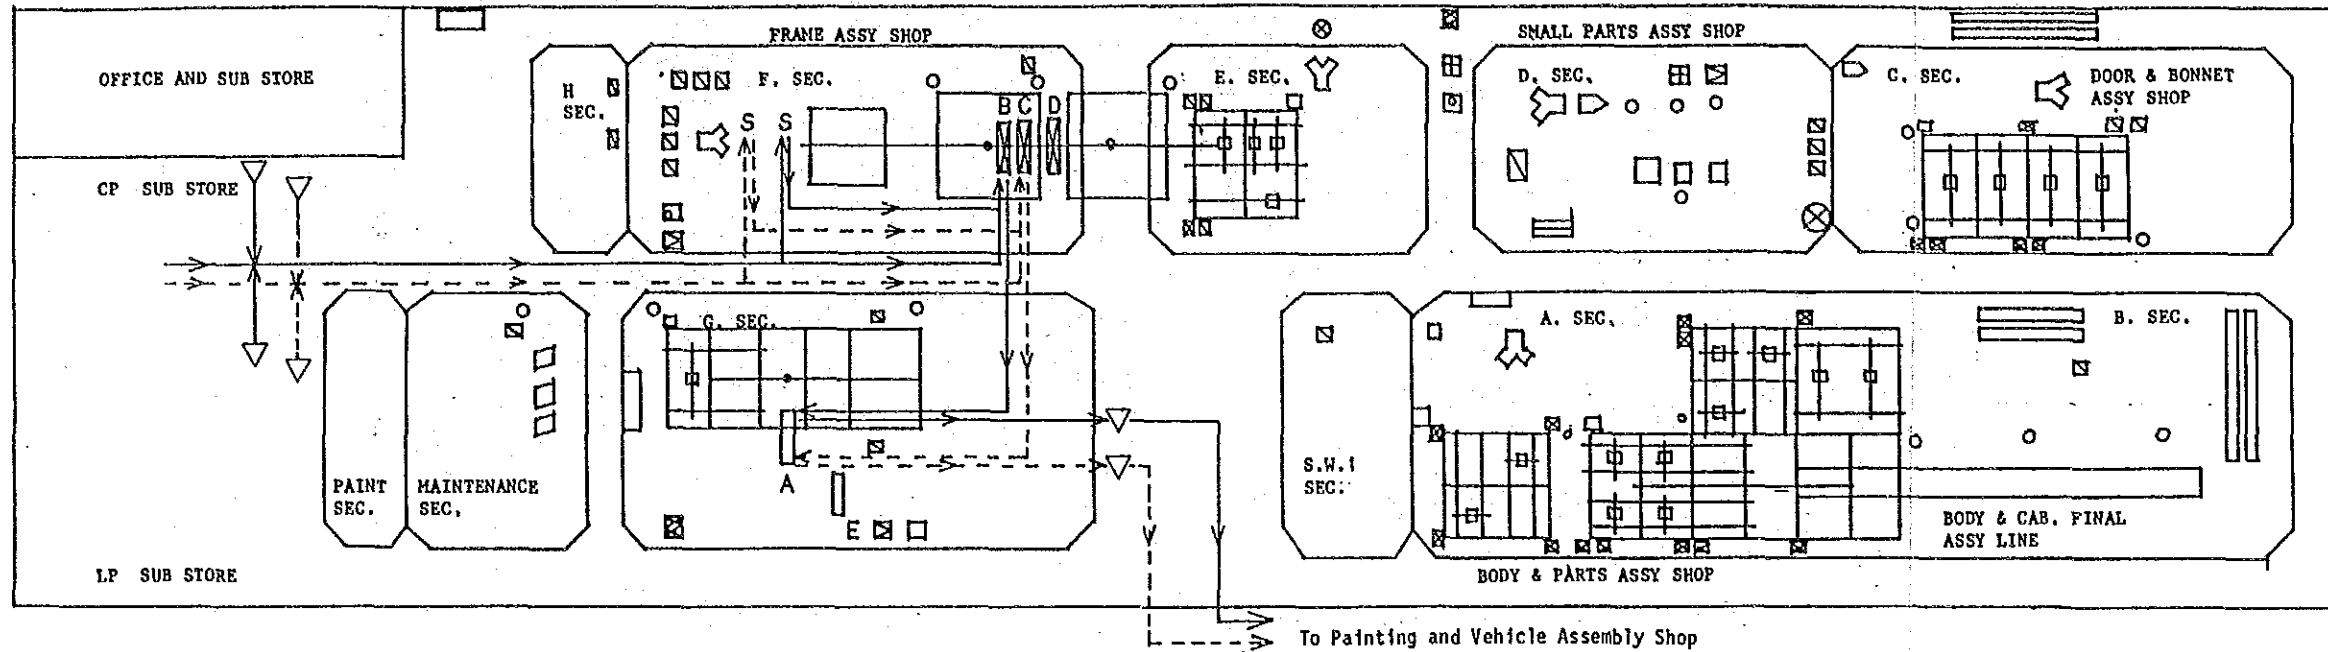 FRAME ASSY SHOP
SMALL PARTS ASSY SHOP
OFFICE AND SUB STORE
H
SEC.
F. SEC.
E. SEC.
D. SEC.
C. SEC.
DOOR & BONNET
ASSY SHOP
B C D
S S
CP SUB STORE
G. SEC.
A. SEC.
B. SEC.
S.W.
SEC.
PAINT
SEC.
MAINTENANCE
SEC.
A
E
BODY & CAB. FINAL
ASSY LINE
LP SUB STORE
BODY & PARTS ASSY SHOP
To Painting and Vehicle Assembly Shop